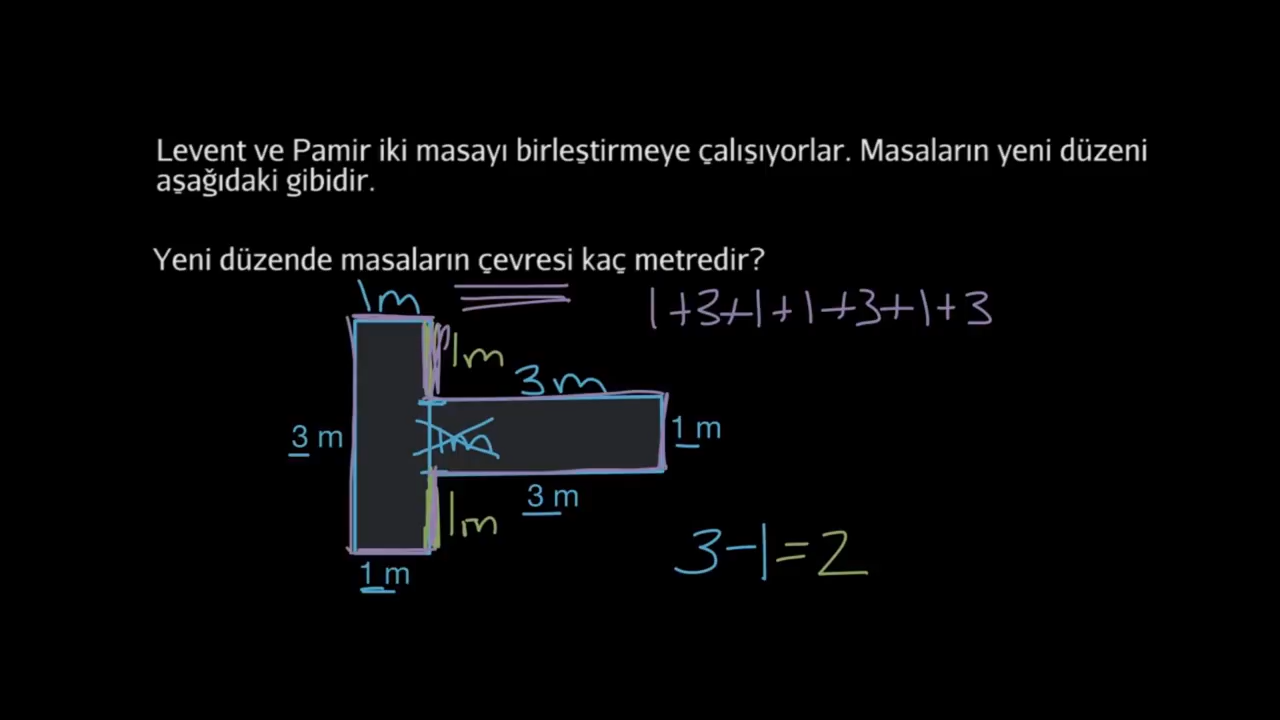 Levent ve Pamir iki masayı birleştirmeye çalışıyorlar. Masaların yeni düzeni
aşağıdaki gibidir.
Yeni düzende masaların çevresi kaç metredir?
1m
1+3+1+1+3+1+3
1m
3m
3 m
1m
1 m
1m
3 m
3-1=2
1 m